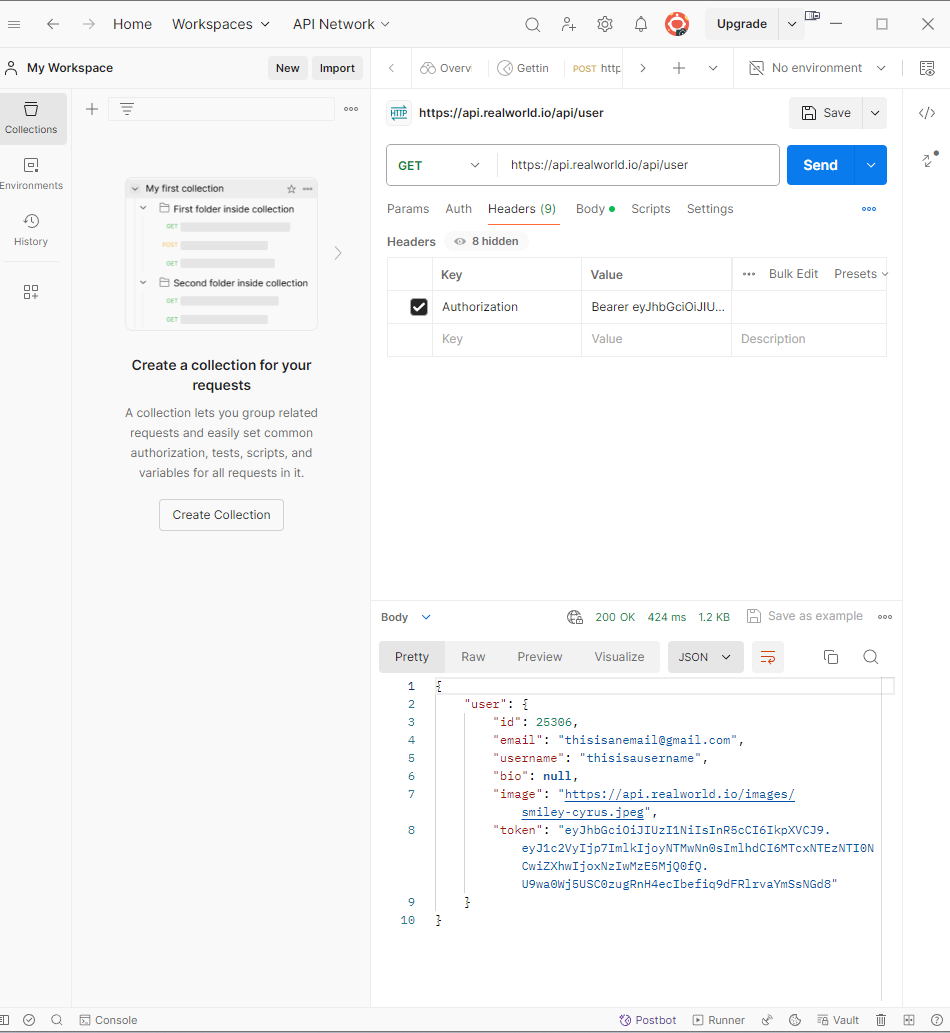 Home Workspaces API Network Upgrade
My Workspace New Import Overvi Gettin POST http No environment
Collections
Environments
History
My first collection
First folder inside collection
GET
POST
GET
Second folder inside collection
GET
GET
Create a collection for your
requests
A collection lets you group related
requests and easily set common
authorization, tests, scripts, and
variables for all requests in it.
Create Collection
HTTP https://api.realworld.io/api/user Save
GET https://api.realworld.io/api/user Send
Params Auth Headers (9) Body Scripts Settings
Headers 8 hidden
Key Value Bulk Edit Presets
Authorization Bearer eyJhbGciOiJIU...
Key Value Description
Body 200 OK 424 ms 1.2 KB Save as example
Pretty Raw Preview Visualize JSON
1 {
2 "user": {
3 "id": 25306,
4 "email": "thisisanemail@gmail.com",
5 "username": "thisisausername",
6 "bio": null,
7 "image": "https://api.realworld.io/images/
smiley-cyrus.jpeg",
8 "token": "eyJhbGciOiJIUzI1NiIsInR5cCI6IkpXVCJ9.
eyJ1c2VyIjp7ImlkIjoyNTMwNn0sImlhdCI6MTcxNTEzNTI0N
CwiZXhwIjoxNzIwMzE5MjQ0fQ.
U9wa0Wj5USC0zugRnH4ecIbefiq9dFRlrvaYmSsNGd8"
9 }
10 }
Console Postbot Runner Vault